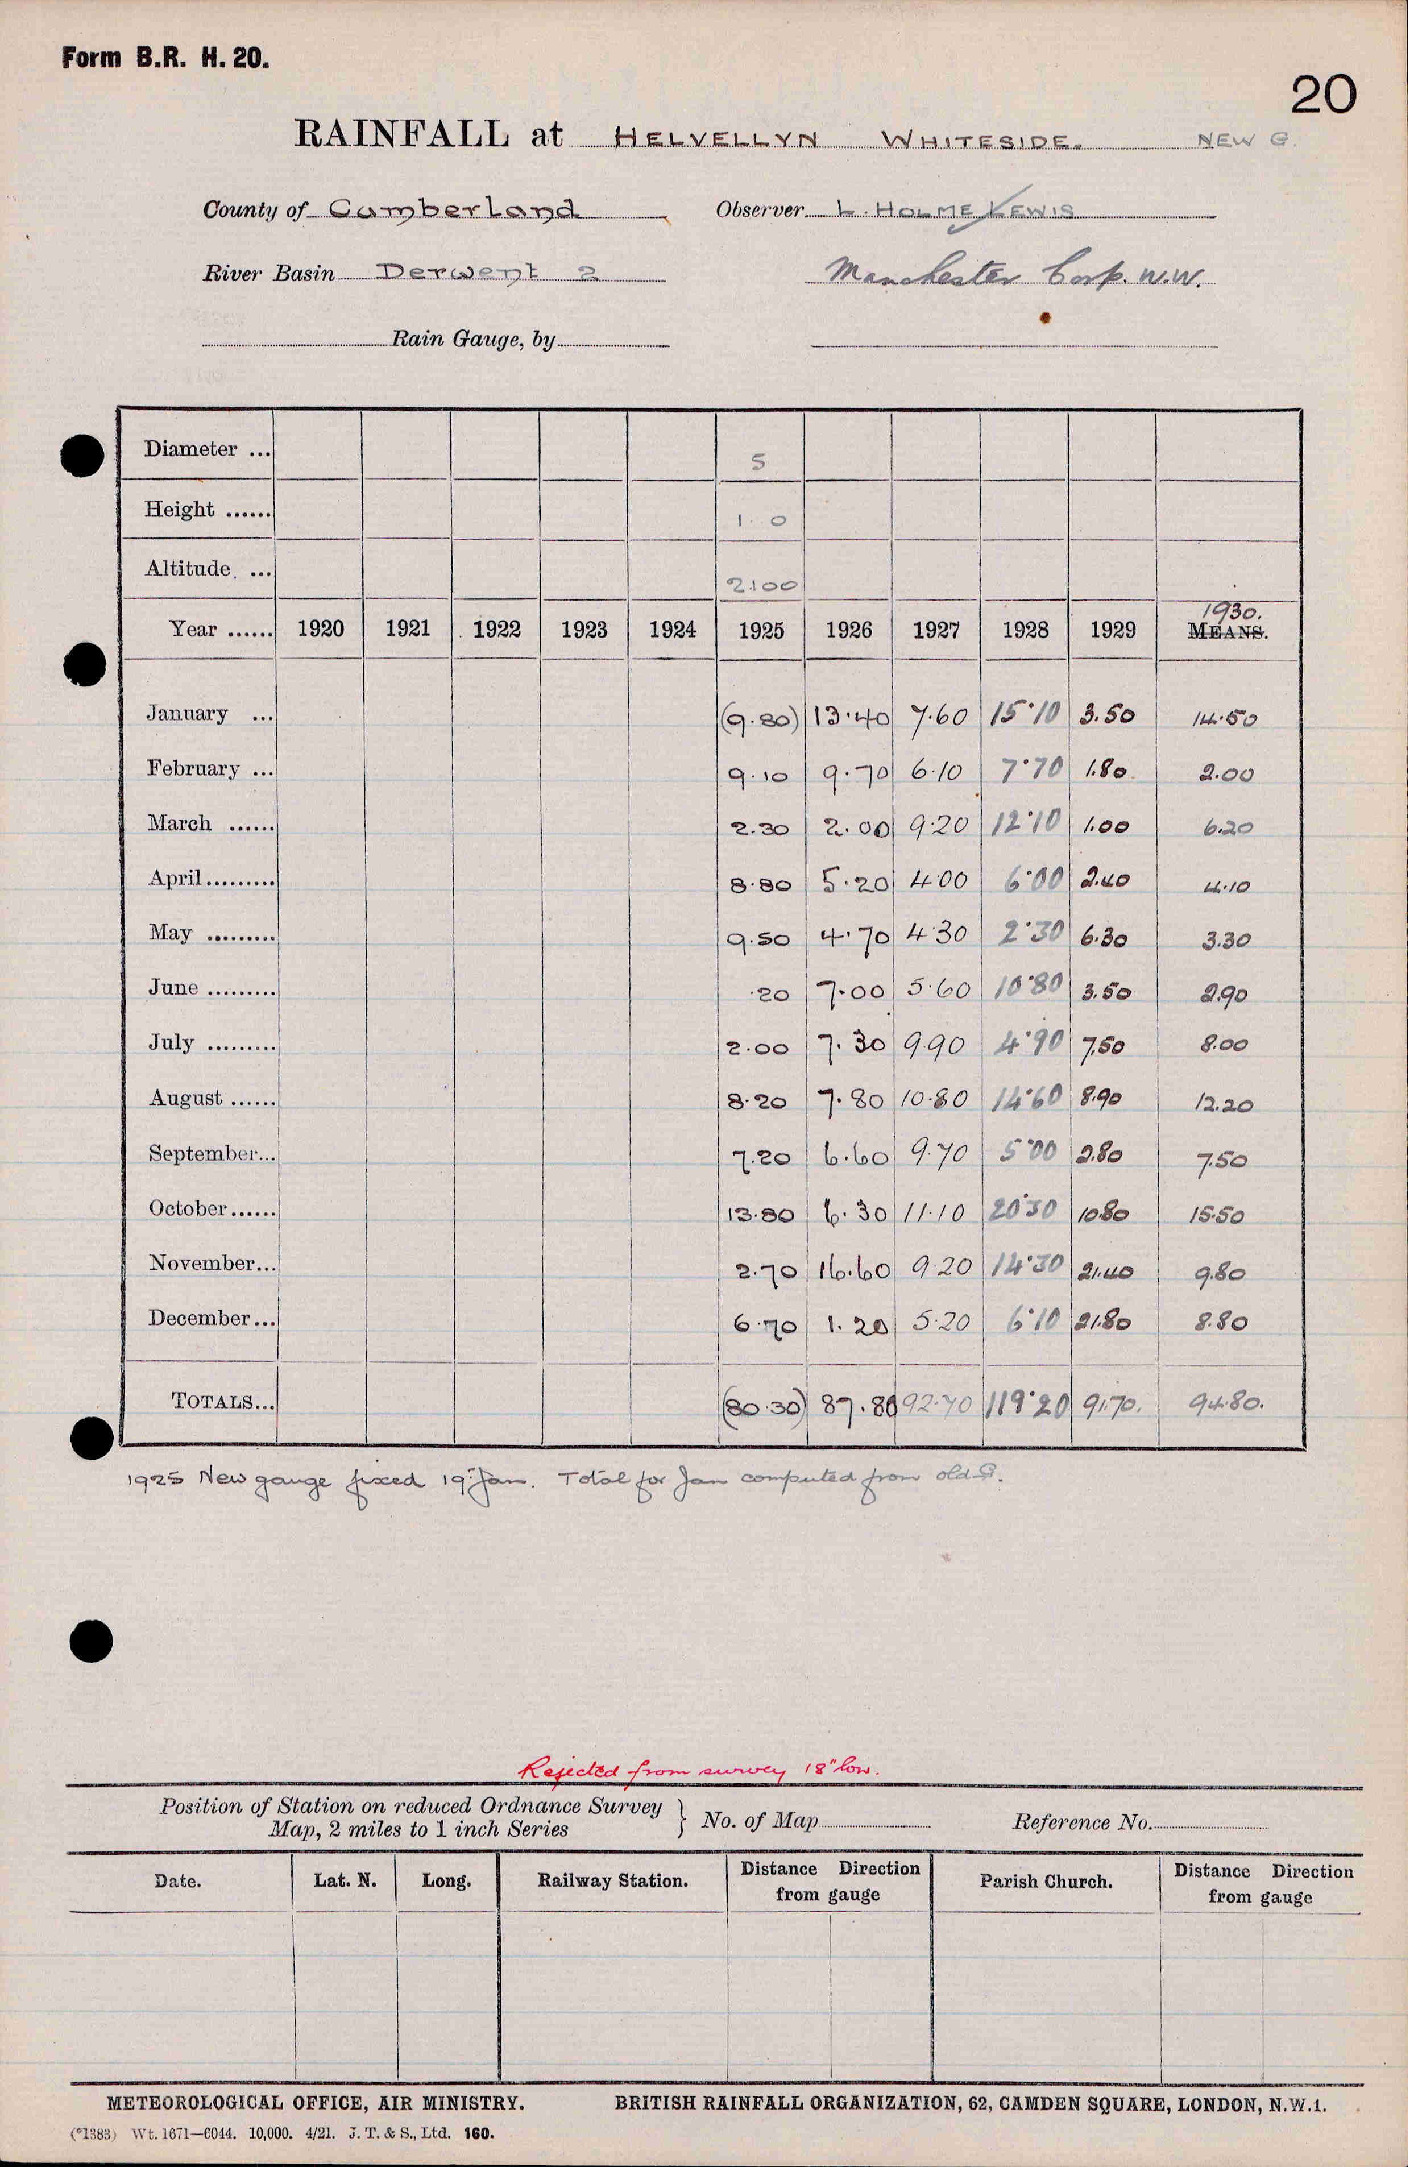 Form B.R. H. 20.
20
RAINFALL at HELVELLYN WHITESIDE. NEW G.
County of Cumberland Observer L. HOLME LEWIS
River Basin Derwent 2 Manchester Corp. W.W.
Rain Gauge, by
Diameter ... 5
Height ...... 1 0
Altitude ... 2100
1930.
Year ...... 1920 1921 1922 1923 1924 1925 1926 1927 1928 1929 MEANS.
January ... (9.80) 13.40 7.60 15.10 3.50 14.50
February ... 9.10 9.70 6.10 7.70 1.80 2.00
March ...... 2.30 2.00 9.20 12.10 1.00 6.20
April......... 8.80 5.20 4.00 6.00 2.40 4.10
May ......... 9.50 4.70 4.30 2.30 6.30 3.30
June ......... .20 7.00 5.60 10.80 3.50 2.90
July ......... 2.00 7.30 9.90 4.90 7.50 8.00
August ...... 8.20 7.80 10.80 14.60 8.90 12.20
September... 7.20 6.60 9.70 5.00 2.80 7.50
October...... 13.80 6.30 11.10 20.30 10.80 15.50
November... 2.70 16.60 9.20 14.30 21.40 9.80
December... 6.70 1.20 5.20 6.10 21.80 8.80
TOTALS... (80.30) 87.80 92.70 119.20 91.70. 94.80.
1925 New gauge fixed 19th Jan. Total for Jan computed from old G.
Rejected from survey 18" low.
Position of Station on reduced Ordnance Survey
Map, 2 miles to 1 inch Series } No. of Map Reference No.
Date. Lat. N. Long. Railway Station. Distance Direction from gauge Parish Church. Distance Direction from gauge
METEOROLOGICAL OFFICE, AIR MINISTRY. BRITISH RAINFALL ORGANIZATION, 62, CAMDEN SQUARE, LONDON, N.W.1.
(*1383) Wt. 1671—6044. 10,000. 4/21. J. T. & S., Ltd. 160.